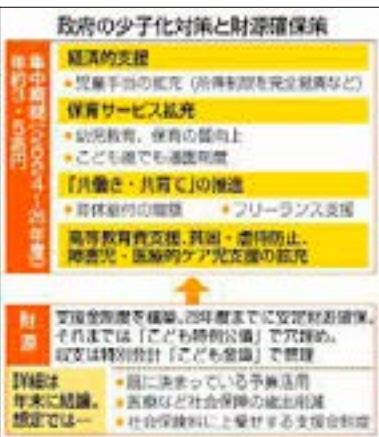 政府の少子化対策と財源確保策
集中期間(2024~26年度)
年約3・5兆円
経済的支援
●児童手当の拡充(所得制限を完全撤廃など)
保育サービス拡充
●幼児教育、保育の質向上
●こども誰でも通園制度
「共働き・共育て」の推進
●育休給付の増額 ●フリーランス支援
高等教育費支援、貧困・虐待防止、
障害児・医療的ケア児支援の拡充
財源
支援金制度を構築。28年度までに安定財源確保。
それまでは「こども特例公債」で穴埋め。
収支は特別会計「こども金庫」で管理
詳細は
年末に結論。
想定では…
●既に決まっている予算活用
●医療など社会保障の歳出削減
●社会保険料に上乗せする支援金制度